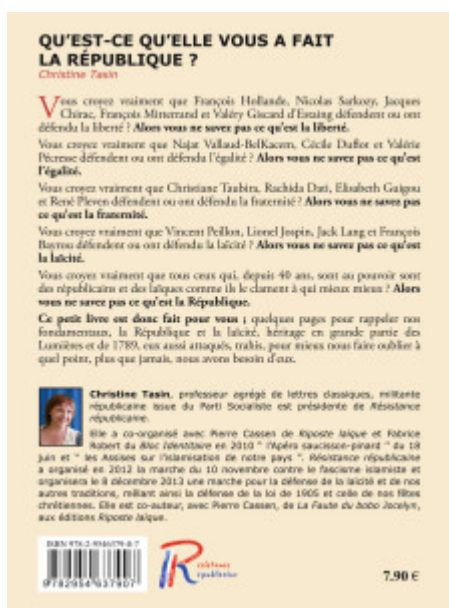 QU'EST-CE QU'ELLE VOUS A FAIT
LA RÉPUBLIQUE ?
Christine Tasin
Vous croyez vraiment que François Hollande, Nicolas Sarkozy, Jacques
Chirac, François Mitterrand et Valéry Giscard d'Estaing défendent ou ont
défendu la liberté ? Alors vous ne savez pas ce qu'est la liberté.
Vous croyez vraiment que Najat Vallaud-BelKacem, Cécile Duflot et Valérie
Pécresse défendent ou ont défendu l'égalité ? Alors vous ne savez pas ce qu'est
l'égalité.
Vous croyez vraiment que Christiane Taubira, Rachida Dati, Elisabeth Guigou
et René Pleven défendent ou ont défendu la fraternité ? Alors vous ne savez pas
ce qu'est la fraternité.
Vous croyez vraiment que Vincent Peillon, Lionel Jospin, Jack Lang et François
Bayrou défendent ou ont défendu la laïcité ? Alors vous ne savez pas ce qu'est
la laïcité.
Vous croyez vraiment que tous ceux qui, depuis 40 ans, sont au pouvoir sont
des républicains et des laïques comme ils le clament à qui mieux mieux ? Alors
vous ne savez pas ce qu'est la République.
Ce petit livre est donc fait pour vous ; quelques pages pour rappeler nos
fondamentaux, la République et la laïcité, héritage en grande partie des
Lumières et de 1789, eux aussi attaqués, trahis, pour mieux nous faire oublier à
quel point, plus que jamais, nous avons besoin d'eux.
Christine Tasin, professeur agrégé de lettres classiques, militante
républicaine issue du Parti Socialiste est présidente de Résistance
républicaine.
Elle a co-organisé avec Pierre Cassen de Riposte laïque et Fabrice
Robert du Bloc Identitaire en 2010 " l'Apéro saucisson-pinard " du 18
juin et " les Assises sur l'islamisation de notre pays ". Résistance républicaine
a organisé en 2012 la marche du 10 novembre contre le fascisme islamiste et
organisera le 8 décembre 2013 une marche pour la défense de la laïcité et de nos
autres traditions, mêlant ainsi la défense de la loi de 1905 et celle de nos fêtes
chrétiennes. Elle est co-auteur, avec Pierre Cassen, de La Faute du bobo Jocelyn,
aux éditions Riposte laïque.
ISBN 978-2-9546379-0-7
9782954637907
R éditions
républicaine
7.90 €